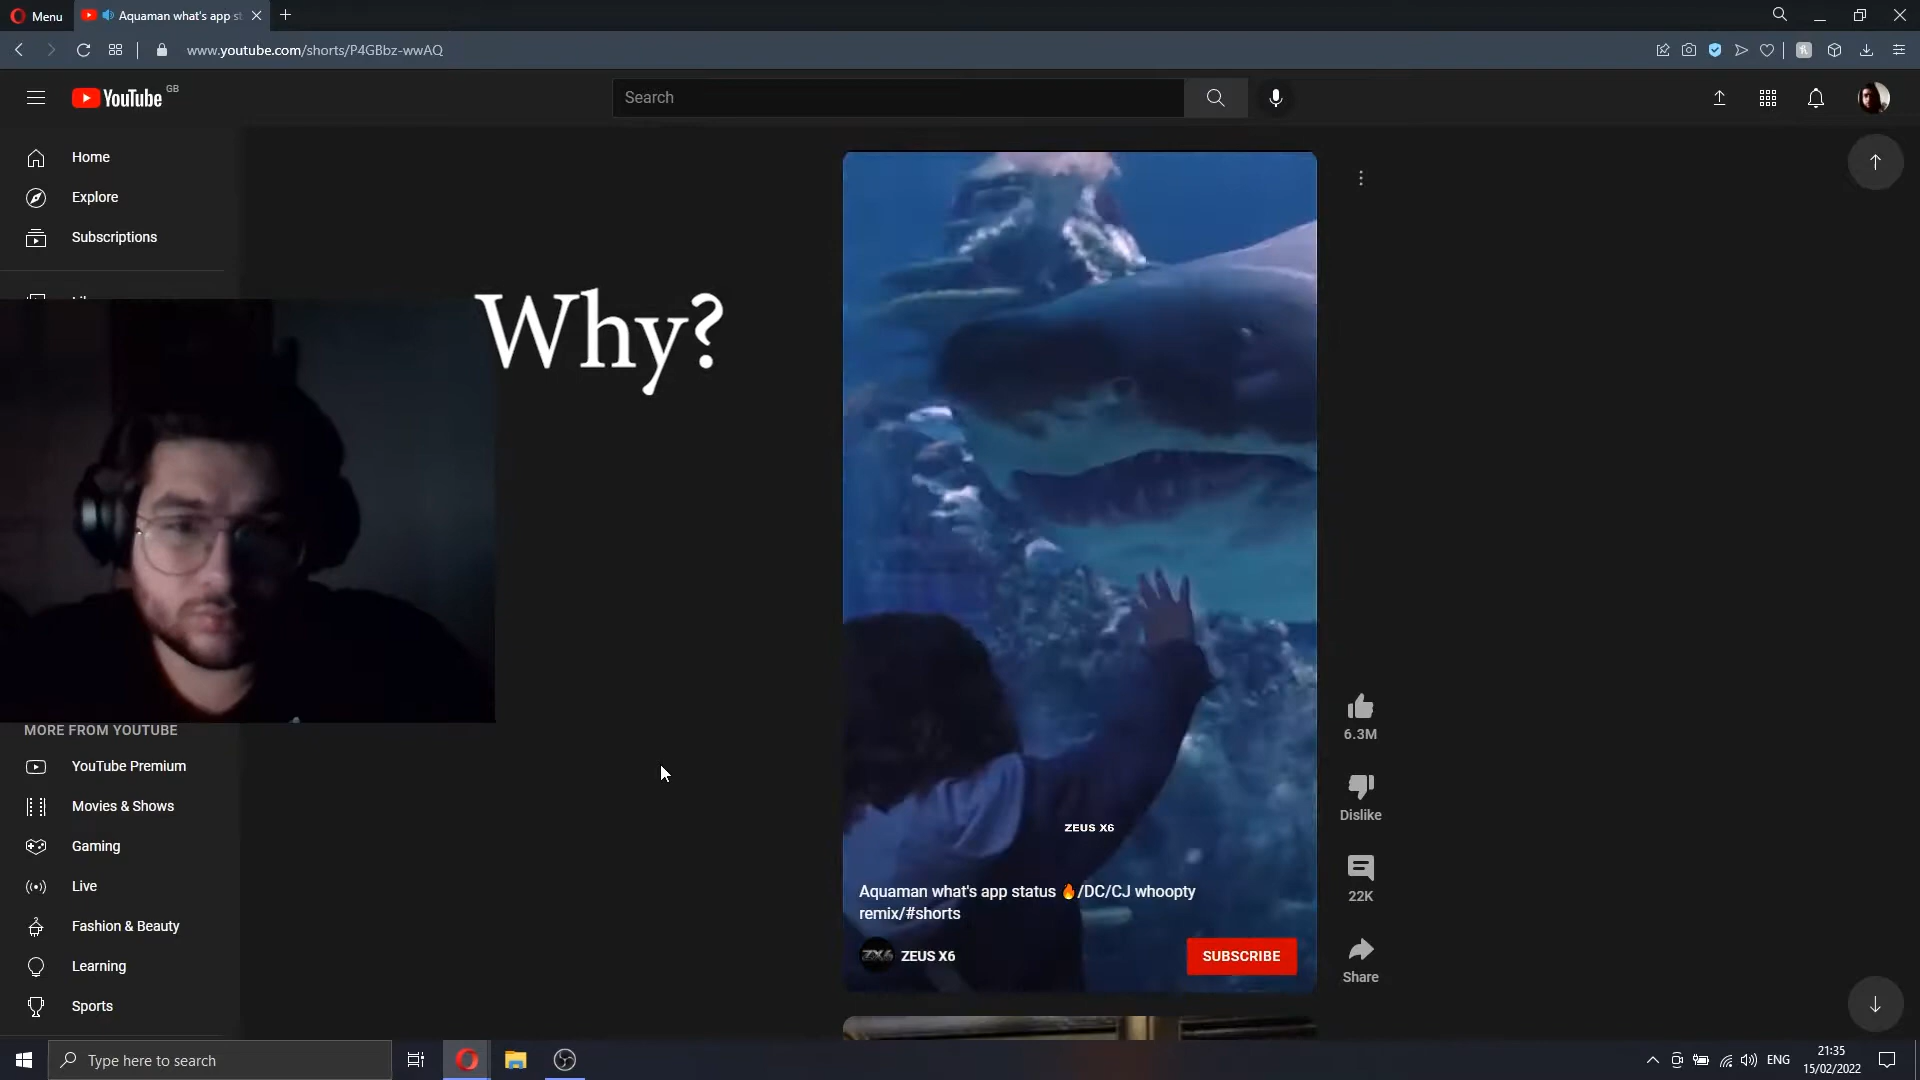 Menu
Aquaman what's app st
www.youtube.com/shorts/P4GBbz-wwAQ
YouTube GB
Search
Home
Explore
Subscriptions
Why?
MORE FROM YOUTUBE
YouTube Premium
Movies & Shows
Gaming
Live
Fashion & Beauty
Learning
Sports
ZEUS X6
Aquaman what's app status 🔥/DC/CJ whoopty
remix/#shorts
ZX6
ZEUS X6
SUBSCRIBE
6.3M
Dislike
22K
Share
Type here to search
ENG
21:35
15/02/2022